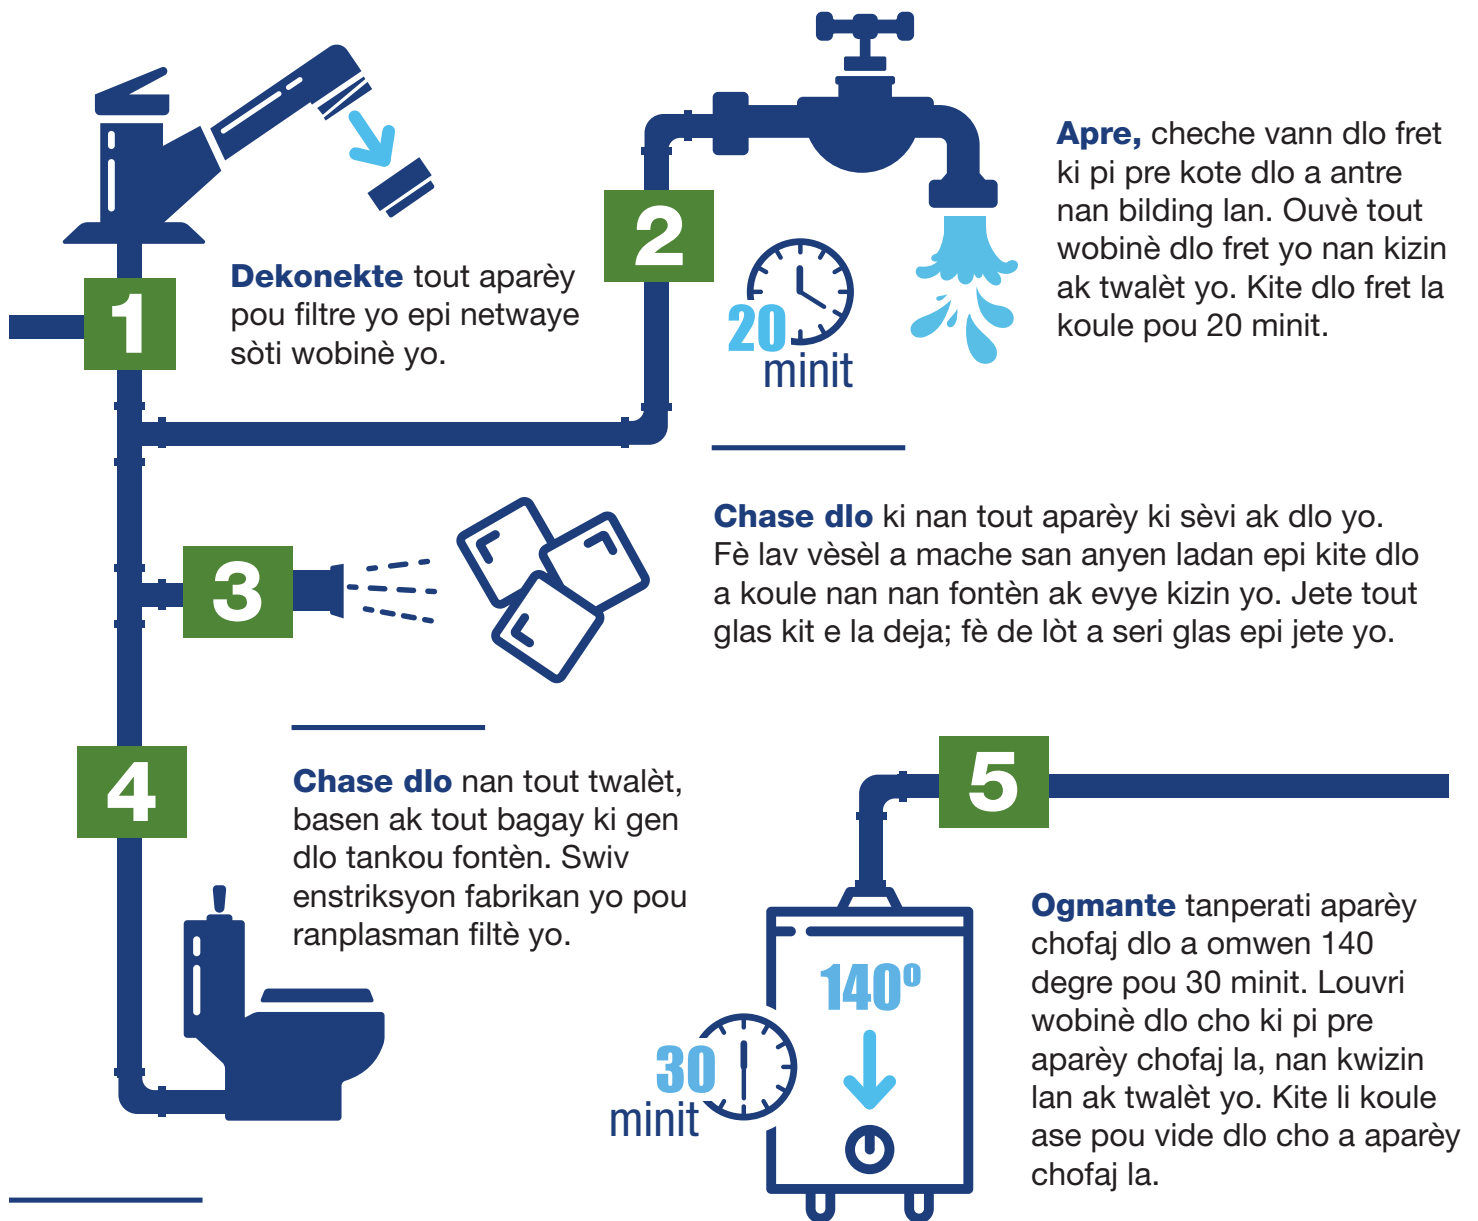 1
Dekonekte tout aparèy
pou filtre yo epi netwaye
sòti wobinè yo.
2
20
minit
Apre, cheche vann dlo fret
ki pi pre kote dlo a antre
nan bilding lan. Ouvè tout
wobinè dlo fret yo nan kizin
ak twalèt yo. Kite dlo fret la
koule pou 20 minit.
3
Chase dlo ki nan tout aparèy ki sèvi ak dlo yo.
Fè lav vèsèl a mache san anyen ladan epi kite dlo
a koule nan nan fontèn ak evye kizin yo. Jete tout
glas kit e la deja; fè de lòt a seri glas epi jete yo.
4
Chase dlo nan tout twalèt,
basen ak tout bagay ki gen
dlo tankou fontèn. Swiv
enstriksyon fabrikan yo pou
ranplasman filtè yo.
5
140º
30
minit
Ogmante tanperati aparèy
chofaj dlo a omwen 140
degre pou 30 minit. Louvri
wobinè dlo cho ki pi pre
aparèy chofaj la, nan kwizin
lan ak twalèt yo. Kite li koule
ase pou vide dlo cho a aparèy
chofaj la.